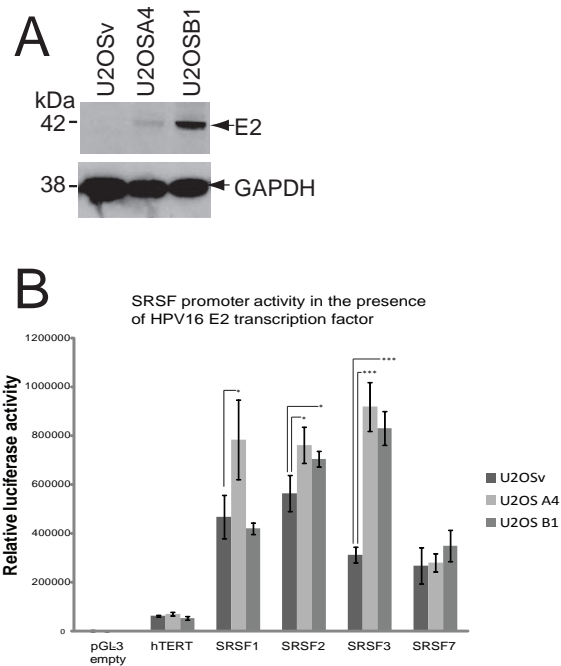 A
U2OSv
U2OSA4
U2OSB1
kDa
42
E2
38
GAPDH
B
SRSF promoter activity in the presence
of HPV16 E2 transcription factor
Relative luciferase activity
1200000
1000000
800000
600000
400000
200000
0
*
*
*
***
***
U2OSv
U2OS A4
U2OS B1
pGL3
empty
hTERT
SRSF1
SRSF2
SRSF3
SRSF7